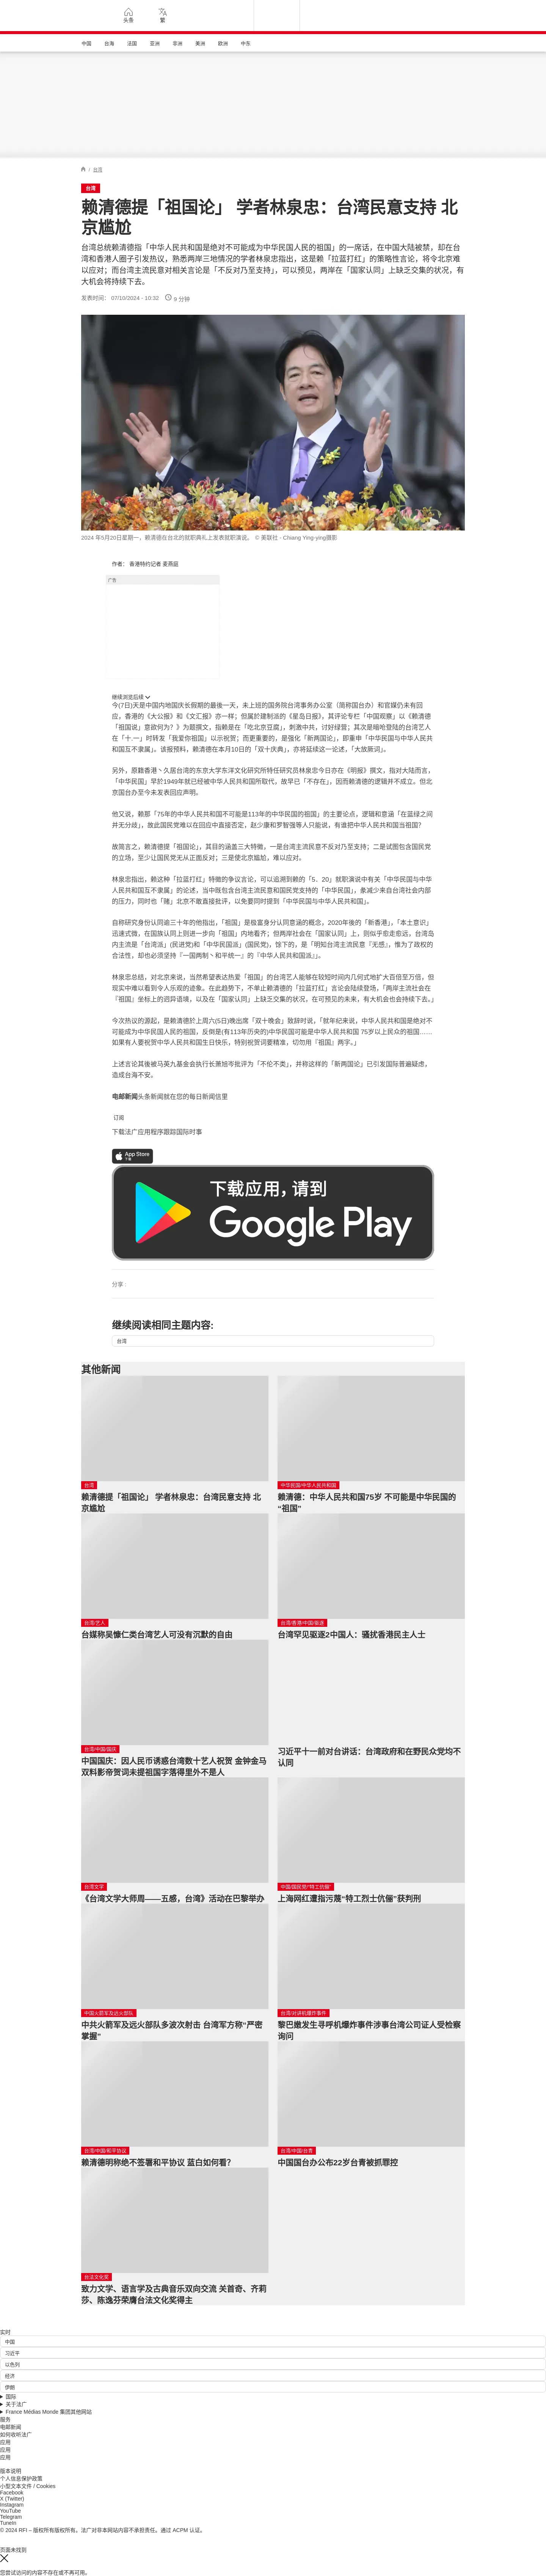 头条
繁
中国
台海
法国
亚洲
非洲
美洲
欧洲
中东
/ 台湾
台湾
赖清德提「祖国论」 学者林泉忠：台湾民意支持 北
京尴尬
台湾总统赖清德指「中华人民共和国是绝对不可能成为中华民国人民的祖国」的一席话，在中国大陆被禁，却在台
湾和香港人圈子引发热议，熟悉两岸三地情况的学者林泉忠指出，这是赖「拉蓝打红」的策略性言论，将令北京难
以应对；而台湾主流民意对相关言论是「不反对乃至支持」，可以预见，两岸在「国家认同」上缺乏交集的状况，有
大机会将持续下去。
发表时间： 07/10/2024 - 10:32
9 分钟
2024 年5月20日星期一，赖清德在台北的就职典礼上发表就职演说。 © 美联社 - Chiang Ying-ying摄影
作者： 香港特约记者 麦燕庭
广告
继续浏览后续
今(7日)天是中国内地国庆长假期的最後一天，未上班的国务院台湾事务办公室（简称国台办）和官媒仍未有回
应，香港的《大公报》和《文汇报》亦一样；但属於建制派的《星岛日报》，其评论专栏「中国观察」以《赖清德
「祖国说」意欲何为？》为题撰文，指赖是在「吃北京豆腐」，刺激中共，讨好绿营；其次是暗呛登陆的台湾艺人
在「十.一」时转发「我爱你祖国」以示祝贺；而更重要的，是强化「新两国论」，即重申「中华民国与中华人民共
和国互不隶属」。该报预料，赖清德在本月10日的「双十庆典」，亦将延续这一论述，「大放厥词」。
另外，原籍香港丶久居台湾的东京大学东洋文化研究所特任研究员林泉忠今日亦在《明报》撰文，指对大陆而言，
「中华民国」早於1949年就已经被中华人民共和国所取代，故早已「不存在」，因而赖清德的逻辑并不成立。但北
京国台办至今未发表回应声明。
他又说，赖那「75年的中华人民共和国不可能是113年的中华民国的祖国」的主要论点，逻辑和意涵「在蓝绿之间
并无分歧」，故此国民党难以在回应中直接否定，赵少康和罗智强等人只能说，有谁把中华人民共和国当祖国?
故简言之，赖清德提「祖国论」，其目的涵盖三大特徵，一是台湾主流民意不反对乃至支持；二是试图包含国民党
的立场，至少让国民党无从正面反对；三是使北京尴尬，难以应对。
林泉忠指出，赖这种「拉蓝打红」特徵的争议言论，可以追溯到赖的「5．20」就职演说中有关「中华民国与中华
人民共和国互不隶属」的论述，当中既包含台湾主流民意和国民党支持的「中华民国」，彖减少来自台湾社会内部
的压力，同时也「赌」北京不敢直接批评，以免要同时提到「中华民国与中华人民共和国」。
自称研究身份认同逾三十年的他指出，「祖国」是极富身分认同意涵的概念，2020年後的「新香港」，「本土意识」
迅速式微，在国族认同上则进一步向「祖国」内地看齐；但两岸社会在「国家认同」上，则似乎愈走愈远，台湾岛
内主流是「台湾派」(民进党)和「中华民国派」(国民党)，馀下的，是「明知台湾主流民意『无感』，惟为了政权的
合法性，却也必须坚持『一国两制丶和平统一』的『中华人民共和国派』」。
林泉忠总结，对北京来说，当然希望表达热爱「祖国」的台湾艺人能够在较短时间内几何式地扩大百倍至万倍，但
现实中难以看到令人乐观的迹象。在此趋势下，不单止赖清德的「拉蓝打红」言论会陆续登场，「两岸主流社会在
『祖国』坐标上的迥异语境，以及在『国家认同』上缺乏交集的状况，在可预见的未来，有大机会也会持续下去。」
今次热议的源起，是赖清德於上周六(5日)晚出席「双十晚会」致辞时说，「就年纪来说，中华人民共和国是绝对不
可能成为中华民国人民的祖国，反倒是(有113年历央的)中华民国可能是中华人民共和国 75岁以上民众的祖国……
如果有人要祝贺中华人民共和国生日快乐，特别祝贺词要精准，切勿用『祖国』两字。」
上述言论其後被马英九基金会执行长萧旭岑批评为「不伦不类」，并称这样的「新两国论」已引发国际普遍疑虑，
造成台海不安。
电邮新闻头条新闻就在您的每日新闻信里
订阅
下载法广应用程序跟踪国际时事
App Store
下载
下载应用，请到
Google Play
分享 :
继续阅读相同主题内容:
台湾
其他新闻
台湾
赖清德提「祖国论」 学者林泉忠：台湾民意支持 北
京尴尬
中华民国/中华人民共和国
赖清德：中华人民共和国75岁 不可能是中华民国的
“祖国”
台湾/艺人
台媒称吴慷仁类台湾艺人可没有沉默的自由
台湾/香港/中国/驱逐
台湾罕见驱逐2中国人：骚扰香港民主人士
台湾/中国/国庆
中国国庆：因人民币诱惑台湾数十艺人祝贺 金钟金马
双料影帝贺词未提祖国字落得里外不是人
习近平十一前对台讲话：台湾政府和在野民众党均不
认同
台湾文学
《台湾文学大师周——五感，台湾》活动在巴黎举办
中国/国民党/“特工伉俪”
上海网红遭指污蔑“特工烈士伉俪”获判刑
中国火箭军及远火部队
中共火箭军及远火部队多波次射击 台湾军方称“严密
掌握”
台湾/对讲机爆炸事件
黎巴嫩发生寻呼机爆炸事件涉事台湾公司证人受检察
询问
台湾/中国/和平协议
赖清德明称绝不签署和平协议 蓝白如何看?
台湾/中国/台青
中国国台办公布22岁台青被抓罪控
台法文化奖
致力文学、语言学及古典音乐双向交流 关首奇、齐莉
莎、陈逸芬荣膺台法文化奖得主
实时
中国
习近平
以色列
经济
伊朗
国际
关于法广
France Médias Monde 集团其他网站
服务
电邮新闻
如何收听法广
应用
应用
应用
版本说明
个人信息保护政策
小型文本文件 / Cookies
Facebook
X (Twitter)
Instagram
YouTube
Telegram
TuneIn
© 2024 RFI – 版权所有版权所有。法广对非本网站内容不承担责任。通过 ACPM 认证。
页面未找到
您尝试访问的内容不存在或不再可用。